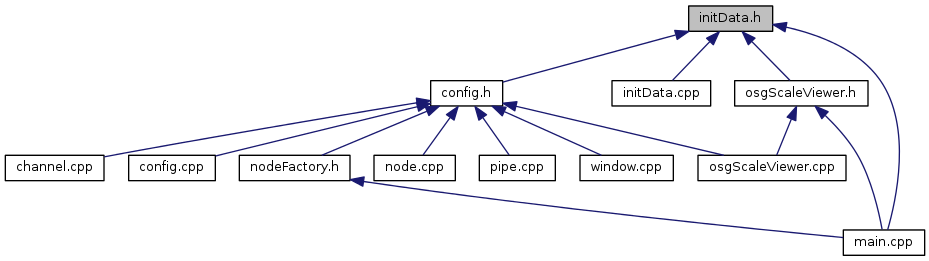 initData.h
config.h
initData.cpp
osgScaleViewer.h
channel.cpp
config.cpp
nodeFactory.h
node.cpp
pipe.cpp
window.cpp
osgScaleViewer.cpp
main.cpp